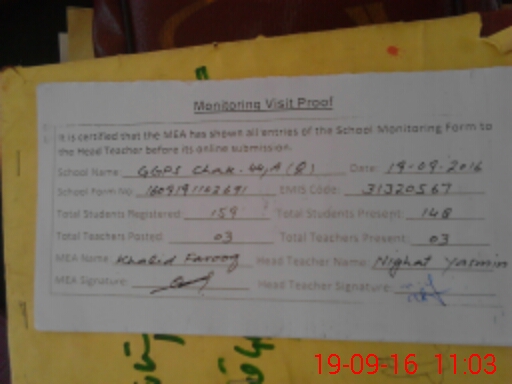 Monitoring Visit Proof
It is certified that the MEA has shown all entries of the School Monitoring Form to
the Head Teacher before its online submission.
School Name: GGPS Chak. 44/A (Q) Date: 19-09-2016
School Form No 1609191162691 EMIS Code: 31320567
Total Students Registered: 159 Total Students Present: 148
Total Teachers Posted: 03 Total Teachers Present: 03
MEA Name: Khalid Farooq Head Teacher Name: Nighat Yasmin
MEA Signature: Head Teacher Signature:
19-09-16 11:03